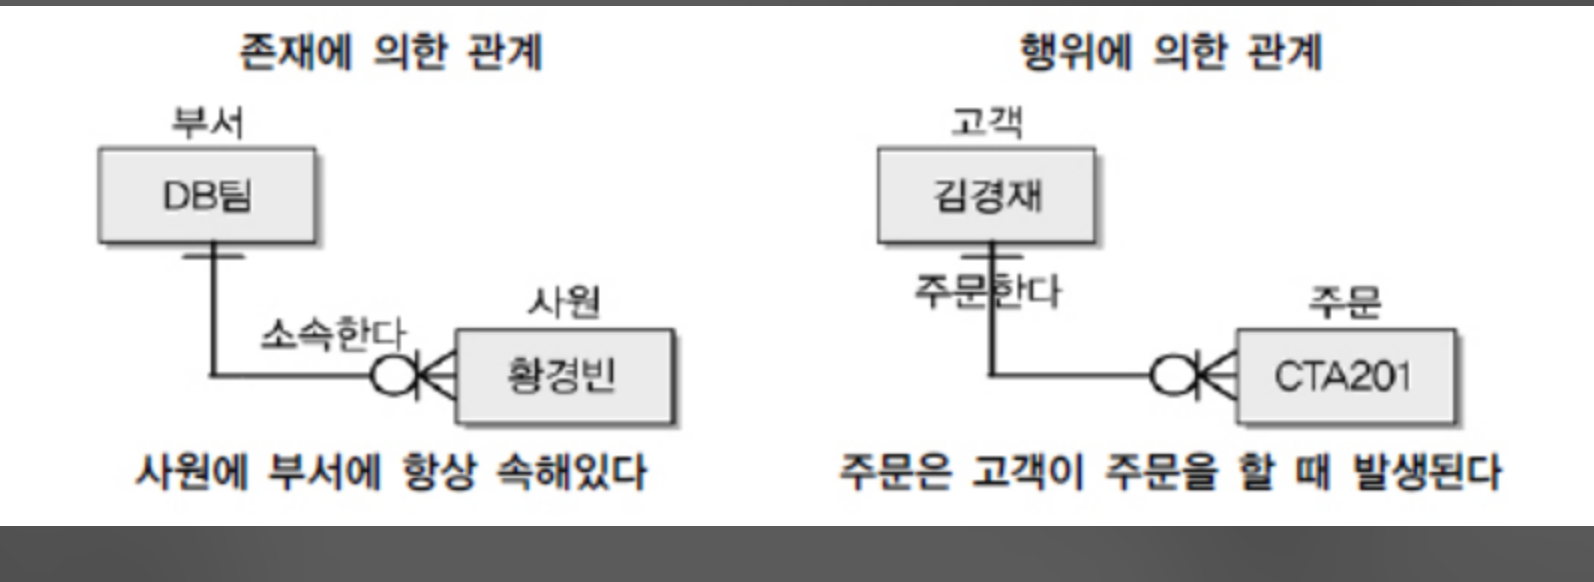 존재에 의한 관계
부서
DB팀
소속한다
사원
황경빈
사원에 부서에 항상 속해있다
행위에 의한 관계
고객
김경재
주문한다
주문
CTA201
주문은 고객이 주문을 할 때 발생된다